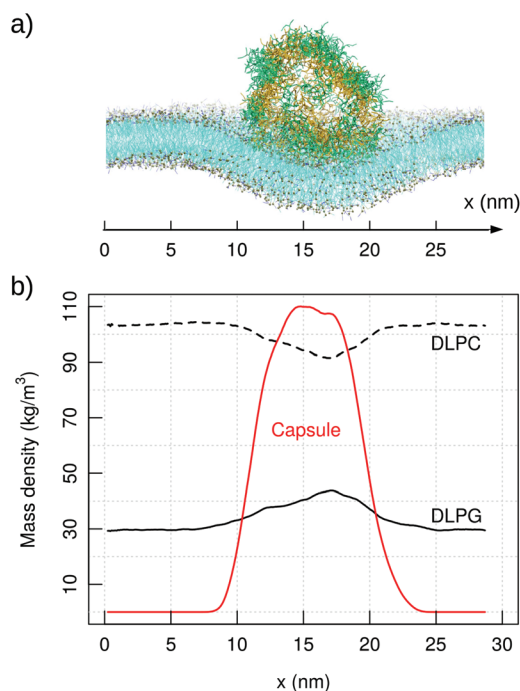 a)
x (nm)
0 5 10 15 20 25
b)
Mass density (kg/m³)
110
90
70
50
30
10
DLPC
Capsule
DLPG
0 5 10 15 20 25 30
x (nm)